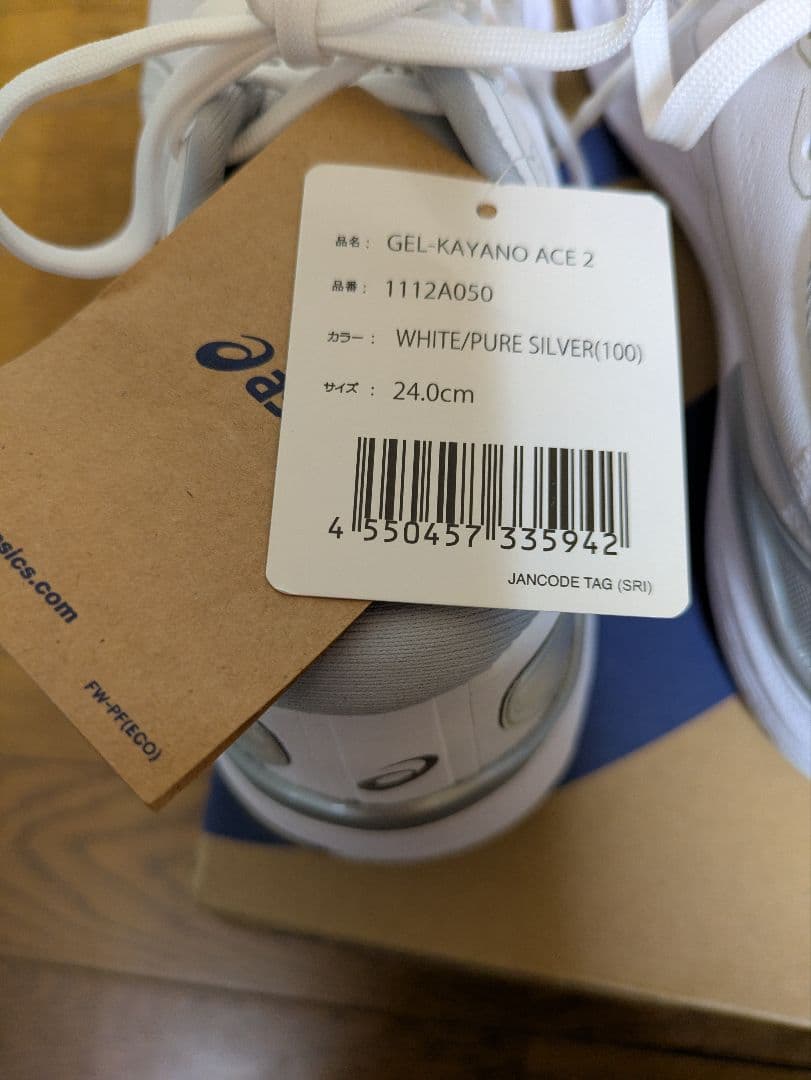 品名： GEL-KAYANO ACE 2
品番： 1112A050
カラー： WHITE/PURE SILVER(100)
サイズ： 24.0cm
4 550457 335942
JANCODE TAG (SRI)
as
sics.com
FW-PF(ECO)